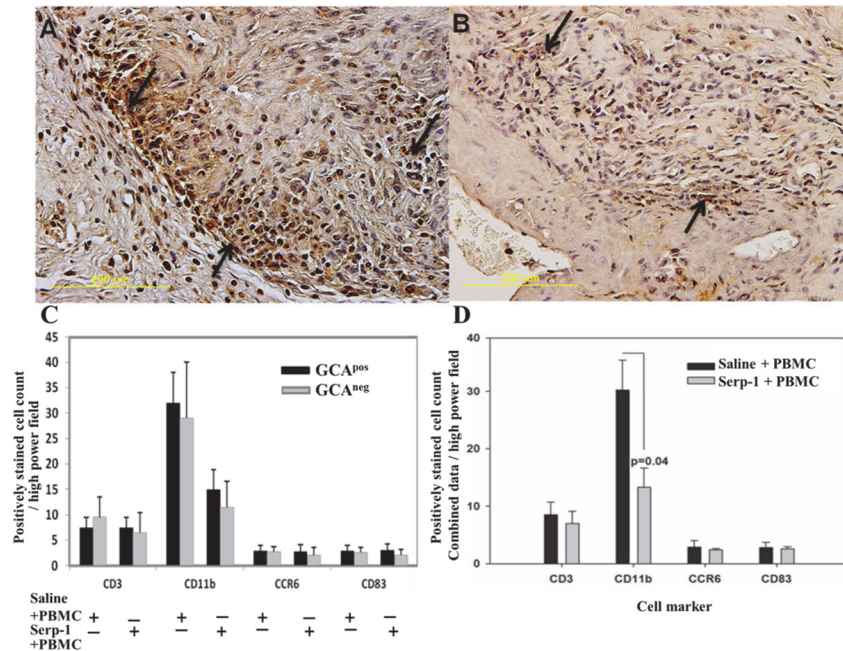 A
B
200 μm
200 μm
C
D
Positively stained cell count
/ high power field
45
40
35
30
25
20
15
10
5
0
GCApos
GCAneg
CD3
CD11b
CCR6
CD83
Saline
+PBMC + – + – + – + –
Serp-1 – + – + – + – +
+PBMC
Positively stained cell count
Combined data / high power field
40
30
20
10
0
Saline + PBMC
Serp-1 + PBMC
p=0.04
CD3
CD11b
CCR6
CD83
Cell marker